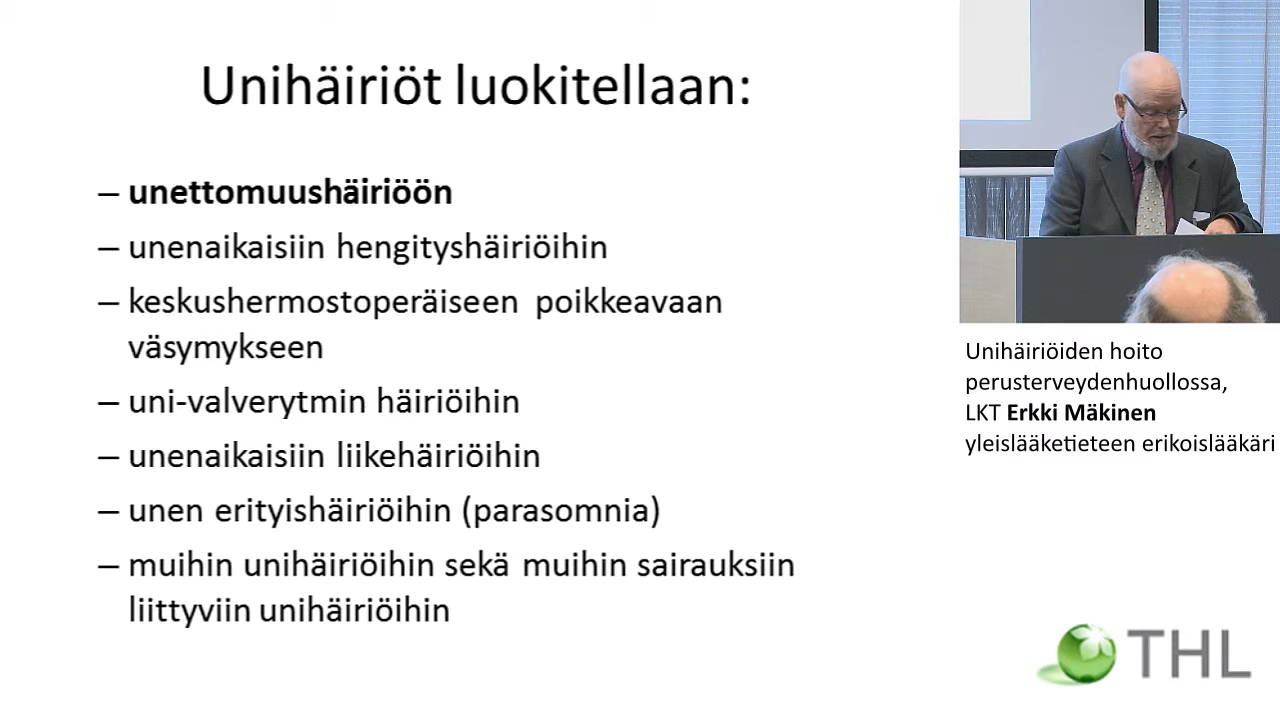 Unihäiriöt luokitellaan:
– unettomuushäiriöön
– unenaikaisiin hengityshäiriöihin
– keskushermostoperäiseen poikkeavaan
väsymykseen
– uni-valverytmin häiriöihin
– unenaikaisiin liikehäiriöihin
– unen erityishäiriöihin (parasomnia)
– muihin unihäiriöihin sekä muihin sairauksiin
liittyviin unihäiriöihin
Unihäiriöiden hoito
perusterveydenhuollossa,
LKT Erkki Mäkinen
yleislääketieteen erikoislääkäri
THL